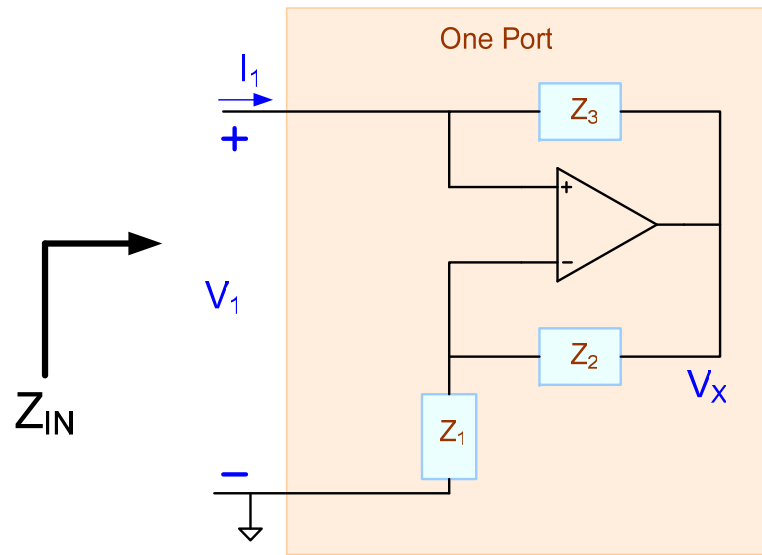 One Port
I1
+
Z3
+
V1
−
Z2
VX
ZIN
Z1
−